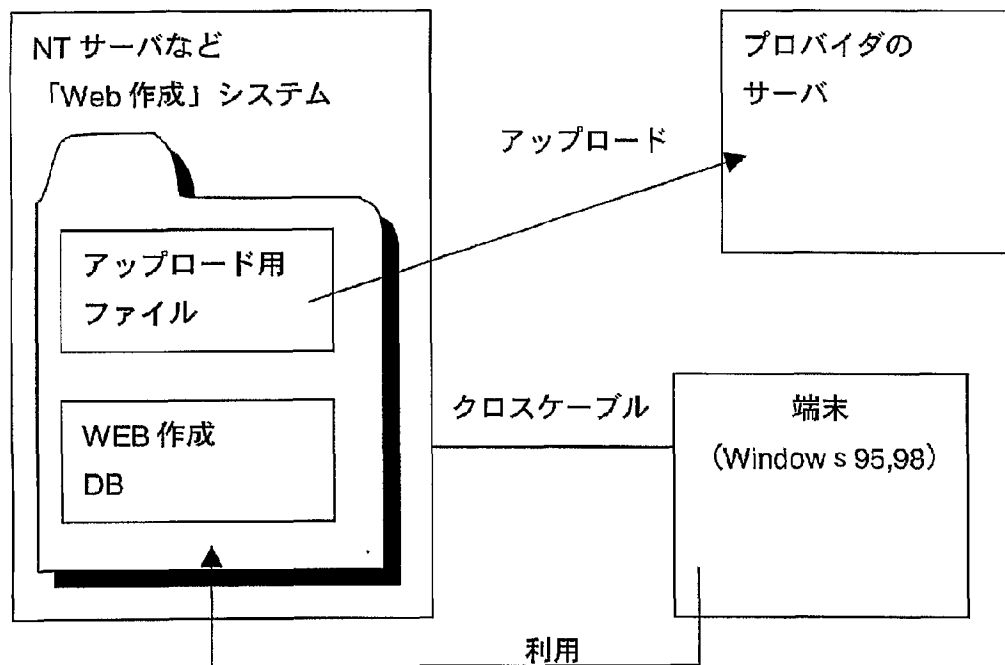 NT サーバなど
「Web 作成」システム
アップロード用
ファイル
WEB 作成
DB
アップロード
プロバイダの
サーバ
クロスケーブル
端末
（Window s 95,98）
利用